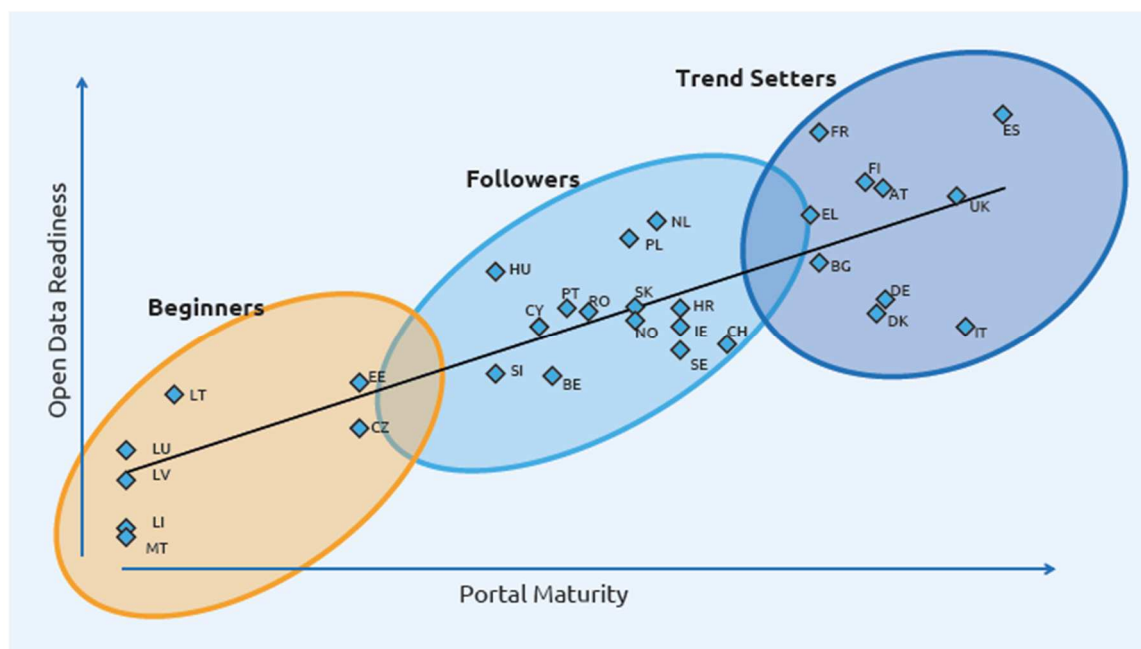 Trend Setters
ES
FR
FI
AT
UK
Followers
EL
NL
PL
BG
HU
DE
DK
IT
PT
RO
SK
HR
CY
NO
IE
CH
SE
Beginners
SI
BE
EE
LT
CZ
LU
LV
LI
MT
Open Data Readiness
Portal Maturity